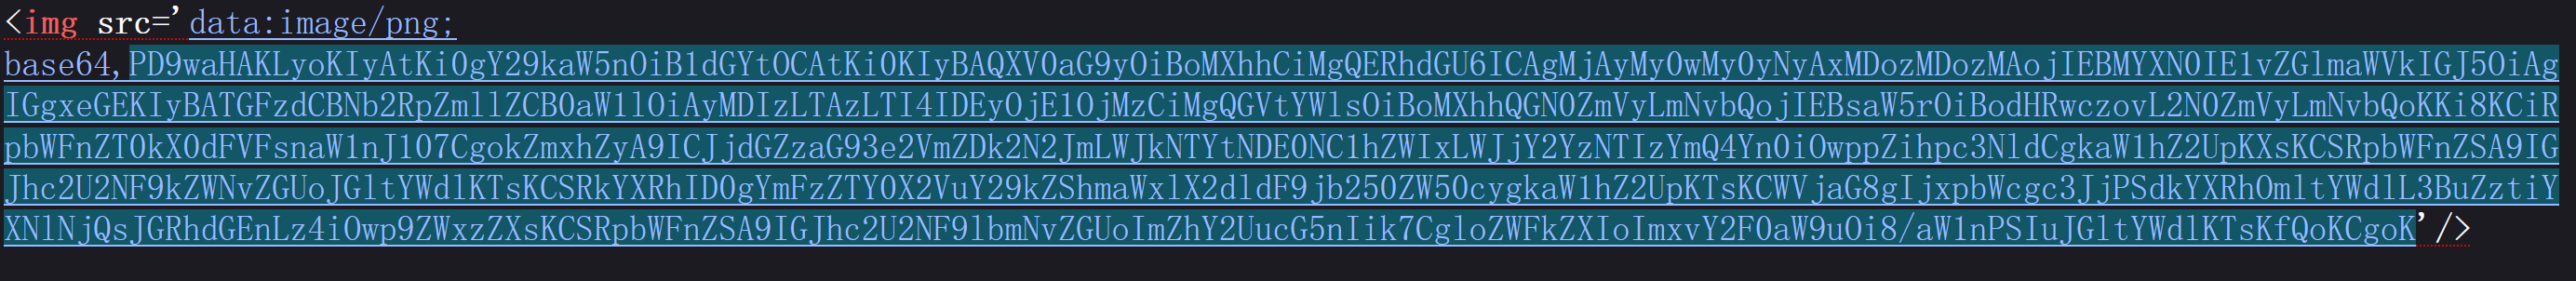 <img src='data:image/png;
base64,PD9waHAKLyoKIyAtKi0gY29kaW5nOiB1dGYtOCAtKi0KIyBAQXV0aG9yOiBoMXhhCiMgQERhdGU6ICAgMjAyMy0wMy0yNyAxMDozMDozMAojIEBMYXN0IE1vZGlmaWVkIGJ5OiAg
IGgxeGEKIyBATGFzdCBNb2RpZmllZCB0aW1lOiAyMDIzLTAzLTI4IDEyOjE1OjMzCiMgQGVtYWlsOiBoMXhhQGN0ZmVyLmNvbQojIEBsaW5rOiBodHRwczovL2N0ZmVyLmNvbQoKKi8KCiR
pbWFnZT0kX0dFVFsnaW1nJ107CgokZmxhZyA9ICJjdGZzaG93e2VmZDk2N2JmLWJkNTYtNDE0NC1hZWIxLWJjY2YzNTIzYmQ4Yn0iOwppZihpc3NldCgkaW1hZ2UpKXsKCSRpbWFnZSA9IG
Jhc2U2NF9kZWNvZGUoJGltYWdlKTsKCSRkYXRhID0gYmFzZTY0X2VuY29kZShmaWxlX2dldF9jb250ZW50cygkaW1hZ2UpKTsKCWVjaG8gIjxpbWcgc3JjPSdkYXRhOmltYWdlL3BuZztiY
XNlNjQsJGRhdGEnLz4iOwp9ZWxzZXsKCSRpbWFnZSA9IGJhc2U2NF9lbmNvZGUoImZhY2UucG5nIik7CgloZWFkZXIoImxvY2F0aW9uOi8/aW1nPSIuJGltYWdlKTsKfQoKCgoK'/>